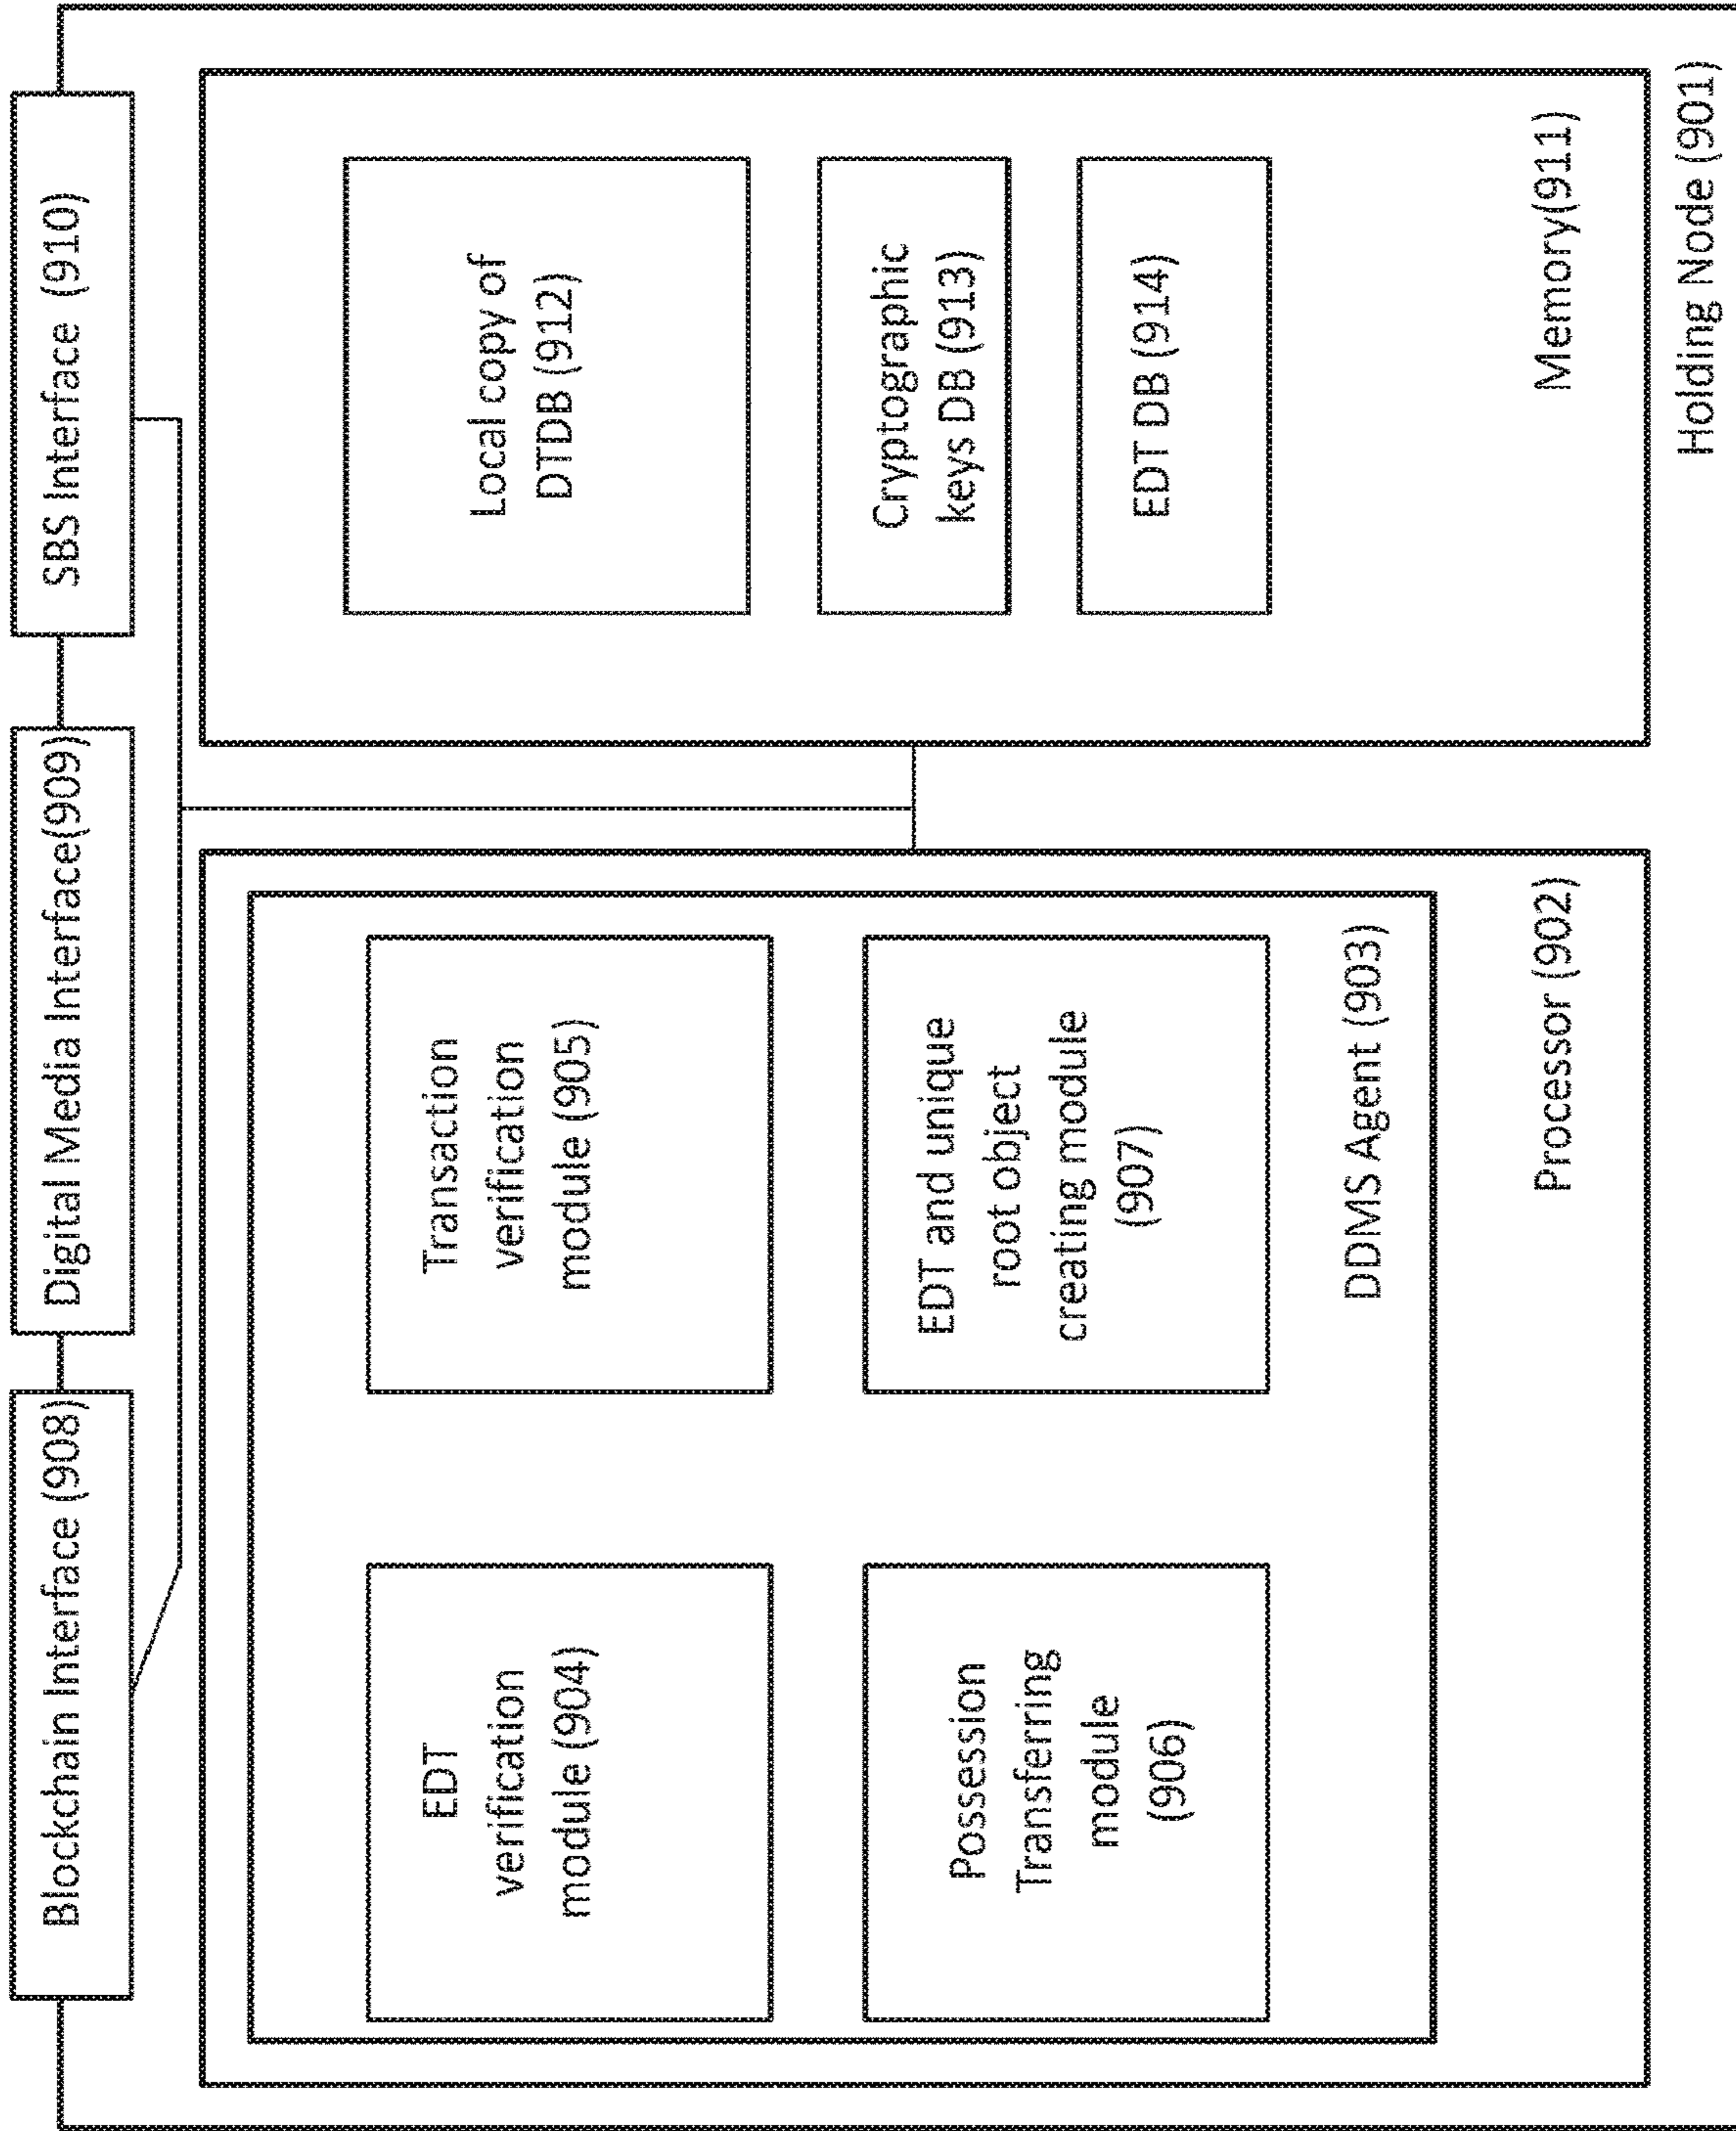 Blockchain Interface (908)
Digital Media Interface(909)
SBS Interface (910)
EDT
verification
module (904)
Transaction
verification
module (905)
Possession
Transferring
module
(906)
EDT and unique
root object
creating module
(907)
DDMS Agent (903)
Processor (902)
Local copy of
DTDB (912)
Cryptographic
keys DB (913)
EDT DB (914)
Memory(911)
Holding Node (901)